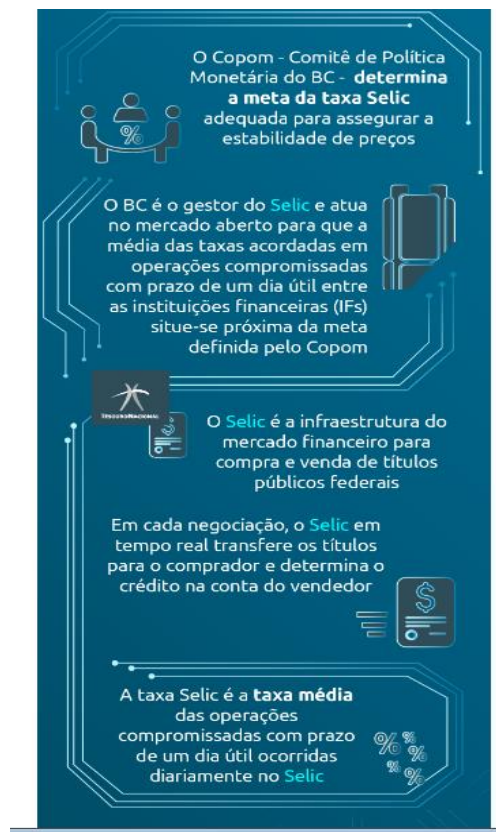 O Copom - Comitê de Política
Monetária do BC - determina
a meta da taxa Selic
adequada para assegurar a
estabilidade de preços
%
O BC é o gestor do Selic e atua
no mercado aberto para que a
média das taxas acordadas em
operações compromissadas
com prazo de um dia útil entre
as instituições financeiras (IFs)
situe-se próxima da meta
definida pelo Copom
TESOURO NACIONAL
$
O Selic é a infraestrutura do
mercado financeiro para
compra e venda de títulos
públicos federais
Em cada negociação, o Selic em
tempo real transfere os títulos
para o comprador e determina o
crédito na conta do vendedor
$
A taxa Selic é a taxa média
das operações
compromissadas com prazo
de um dia útil ocorridas
diariamente no Selic
% % % % %